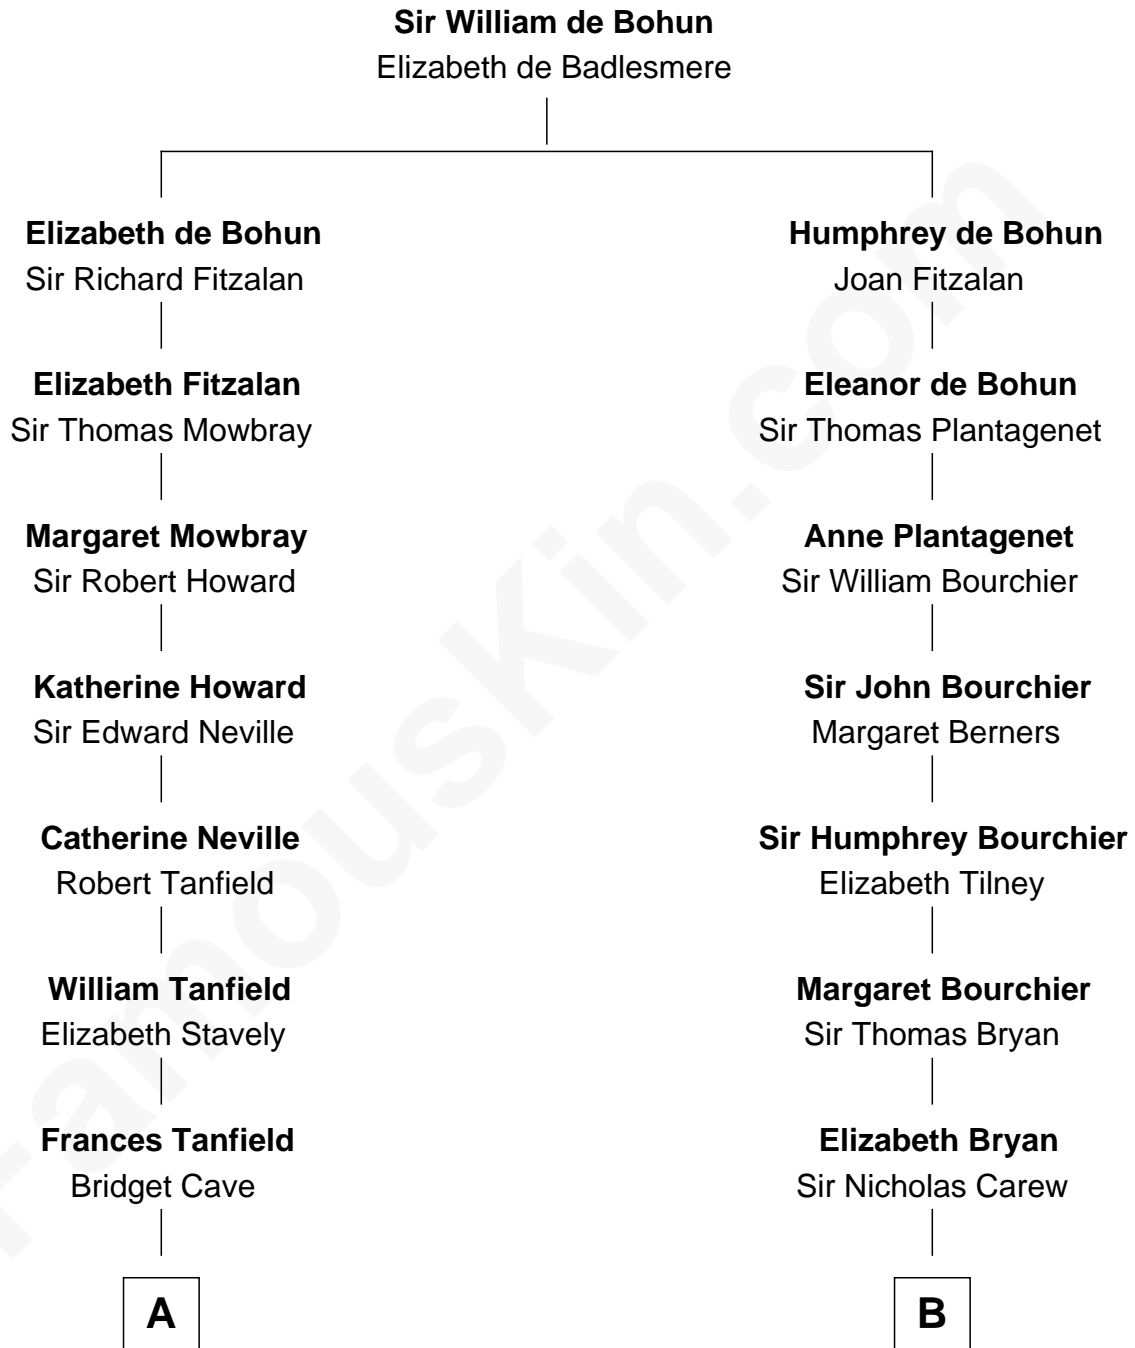 Sir William de Bohun
Elizabeth de Badlesmere
Elizabeth de Bohun
Sir Richard Fitzalan
Humphrey de Bohun
Joan Fitzalan
Elizabeth Fitzalan
Sir Thomas Mowbray
Eleanor de Bohun
Sir Thomas Plantagenet
Margaret Mowbray
Sir Robert Howard
Anne Plantagenet
Sir William Bourchier
Katherine Howard
Sir Edward Neville
Sir John Bourchier
Margaret Berners
Catherine Neville
Robert Tanfield
Sir Humphrey Bourchier
Elizabeth Tilney
William Tanfield
Elizabeth Stavely
Margaret Bourchier
Sir Thomas Bryan
Frances Tanfield
Bridget Cave
Elizabeth Bryan
Sir Nicholas Carew
A
B
FamousKin.com